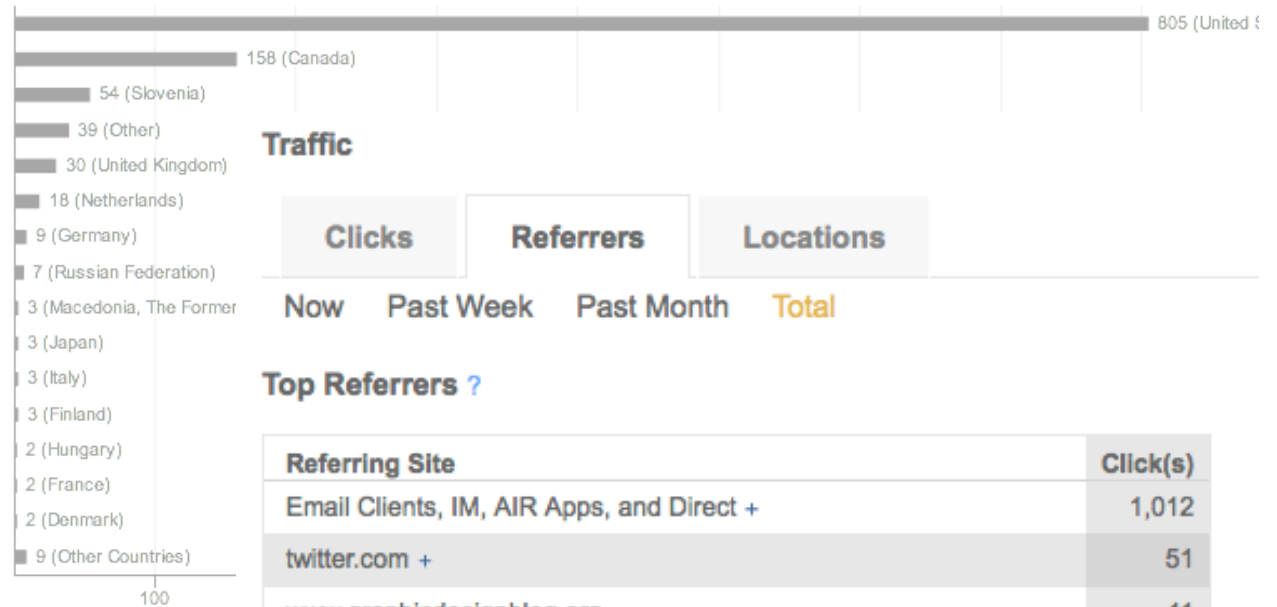 805 (United S
158 (Canada)
54 (Slovenia)
39 (Other)
30 (United Kingdom)
18 (Netherlands)
9 (Germany)
7 (Russian Federation)
3 (Macedonia, The Former
3 (Japan)
3 (Italy)
3 (Finland)
2 (Hungary)
2 (France)
2 (Denmark)
9 (Other Countries)
100
Traffic
Clicks Referrers Locations
Now Past Week Past Month Total
Top Referrers ?
Referring Site Click(s)
Email Clients, IM, AIR Apps, and Direct + 1,012
twitter.com + 51